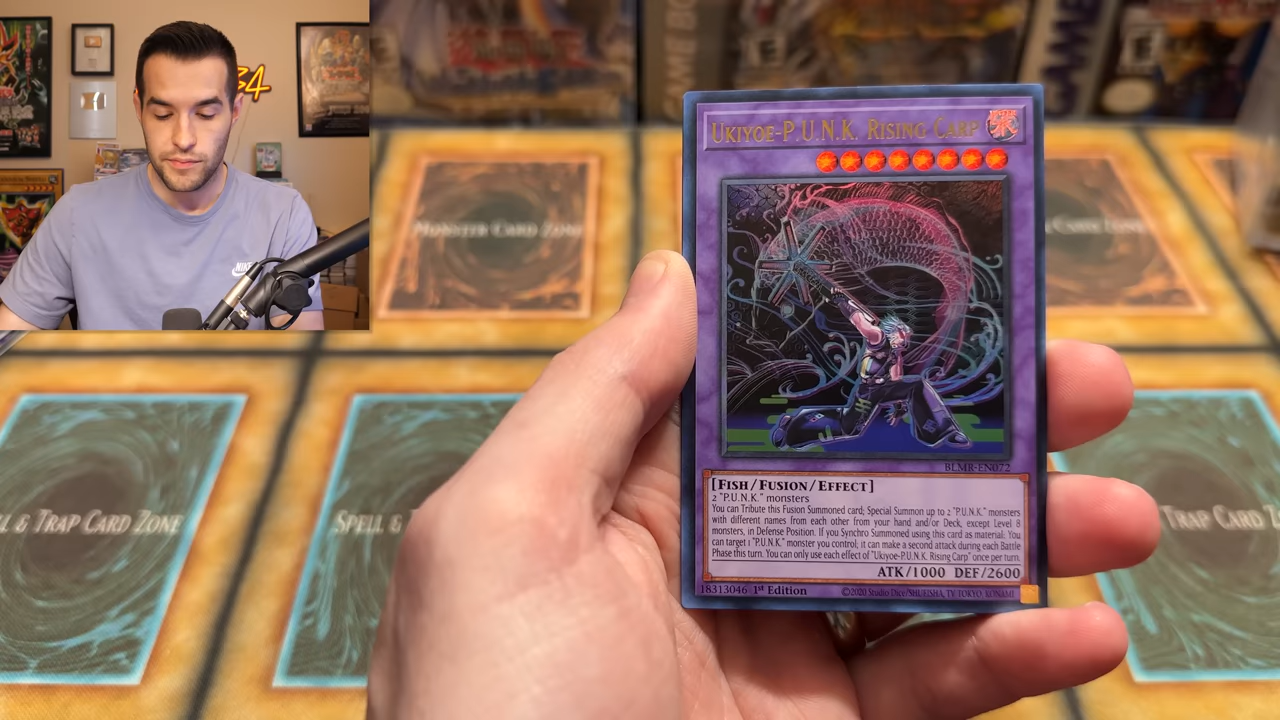 34
NIKE
MONSTER CARD ZONE
E
GAME
E
UKIYOE-P.U.N.K. RISING CARP
BLMR-EN072
[FISH/FUSION/EFFECT]
2 "P.U.N.K." monsters
You can Tribute this Fusion Summoned card; Special Summon up to 2 "P.U.N.K." monsters
with different names from each other from your hand and/or Deck, except Level 8
monsters, in Defense Position. If you Synchro Summoned using this card as material: You
can target 1 "P.U.N.K." monster you control; it can make a second attack during each Battle
Phase this turn. You can only use each effect of "Ukiyoe-P.U.N.K. Rising Carp" once per turn.
ATK/1000 DEF/2600
18313046 1st Edition ©2020 Studio Dice/SHUEISHA, TV TOKYO, KONAMI
& TRAP CARD ZONE
SPELL &
TRAP CARD